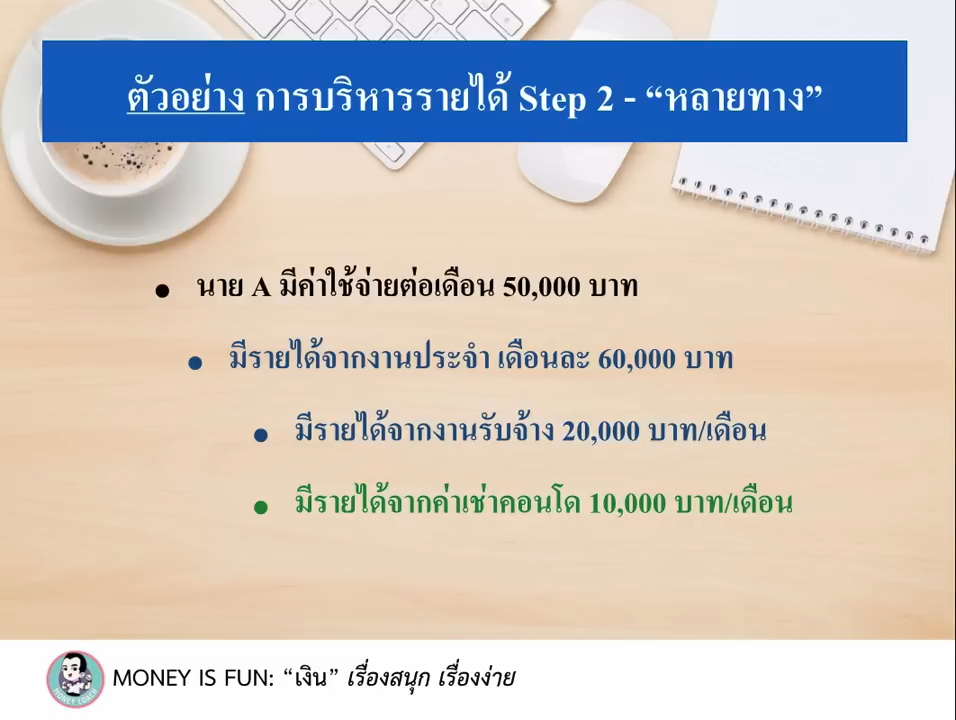 ตัวอย่าง การบริหารรายได้ Step 2 - “หลายทาง”
• นาย A มีค่าใช้จ่ายต่อเดือน 50,000 บาท
• มีรายได้จากงานประจำ เดือนละ 60,000 บาท
• มีรายได้จากงานรับจ้าง 20,000 บาท/เดือน
• มีรายได้จากค่าเช่าคอนโด 10,000 บาท/เดือน
MONEY COACH
MONEY IS FUN: “เงิน” เรื่องสนุก เรื่องง่าย